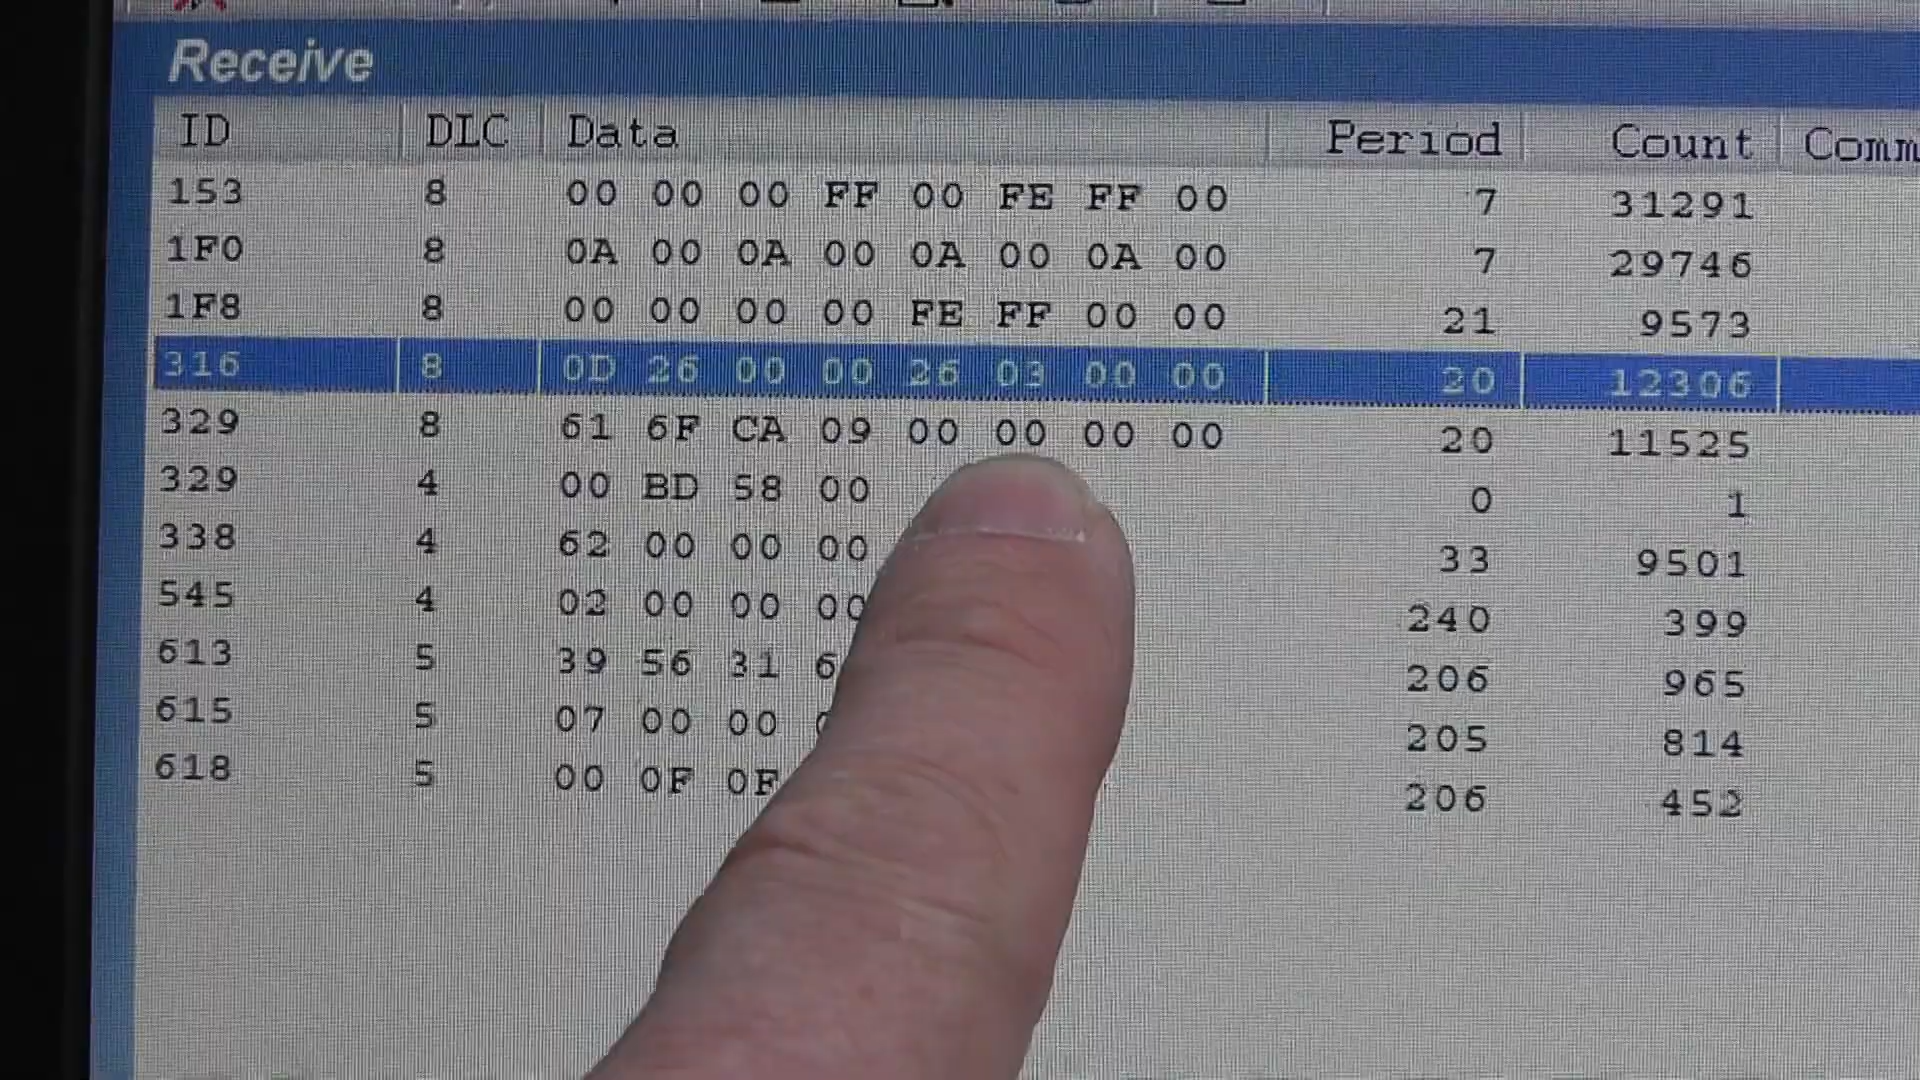 Receive
ID DLC Data Period Count Comm
153 8 00 00 00 FF 00 FE FF 00 7 31291
1F0 8 0A 00 0A 00 0A 00 0A 00 7 29746
1F8 8 00 00 00 00 FE FF 00 00 21 9573
316 8 0D 26 00 00 26 03 00 00 20 12306
329 8 61 6F CA 09 00 00 00 00 20 11525
329 4 00 BD 58 00 0 1
338 4 62 00 00 00 33 9501
545 4 02 00 00 00 240 399
613 5 39 56 31 6 206 965
615 5 07 00 00 205 814
618 5 00 0F 0F 206 452